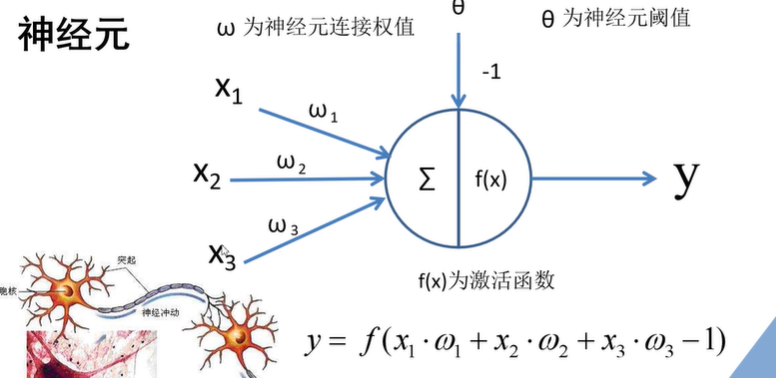 神经元
ω 为神经元连接权值
θ
θ 为神经元阈值
-1
x₁
ω₁
x₂
ω₂
Σ
f(x)
y
ω₃
x₃
f(x)为激活函数
突起
胞核
神经冲动
y = f(x₁·ω₁ + x₂·ω₂ + x₃·ω₃ − 1)